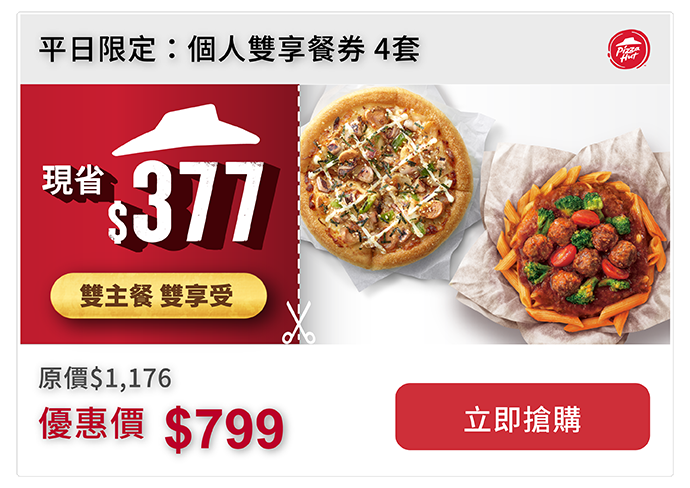 平日限定：個人雙享餐券 4套
Pizza
Hut
現省
$377
雙主餐 雙享受
原價$1,176
優惠價 $799
立即搶購